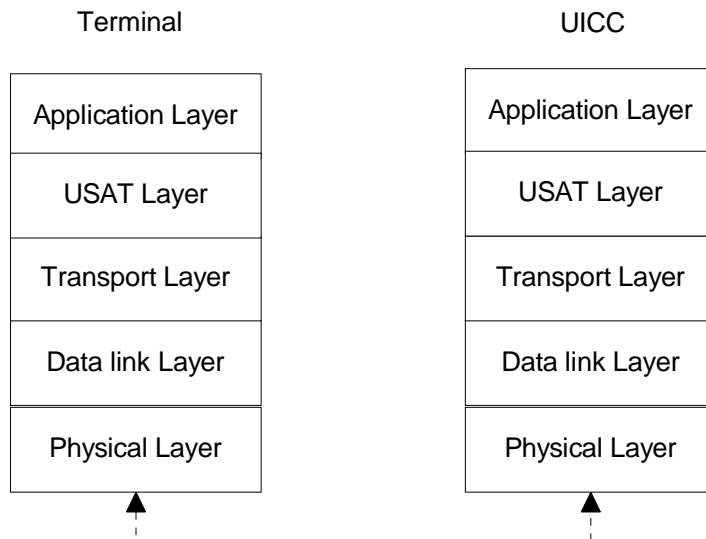 Terminal
UICC
Application Layer
Application Layer
USAT Layer
USAT Layer
Transport Layer
Transport Layer
Data link Layer
Data link Layer
Physical Layer
Physical Layer